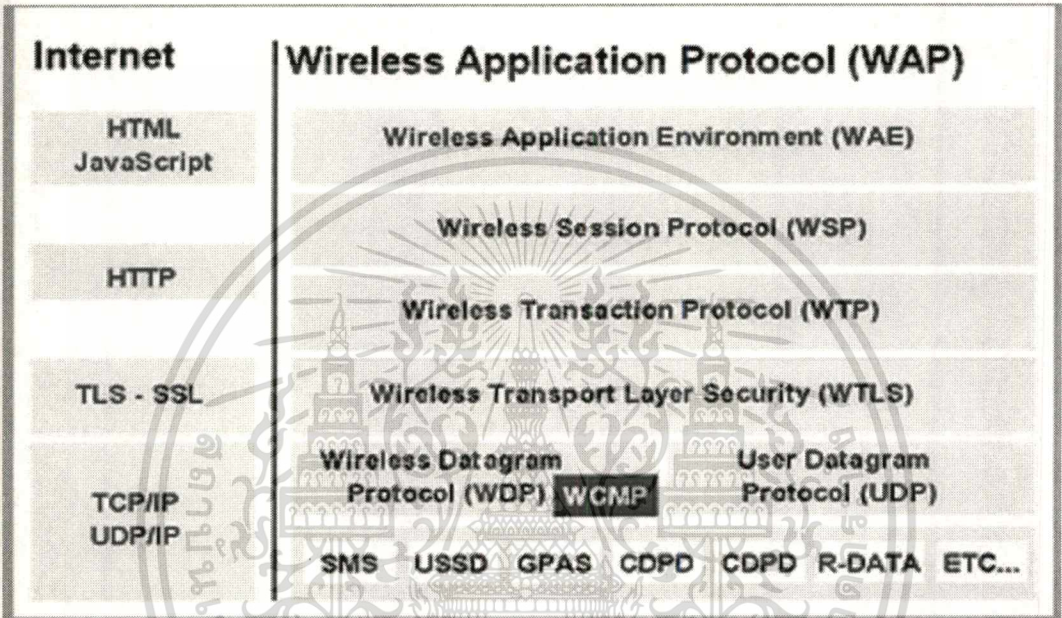 Internet
Wireless Application Protocol (WAP)
HTML
JavaScript
Wireless Application Environment (WAE)
Wireless Session Protocol (WSP)
HTTP
Wireless Transaction Protocol (WTP)
TLS - SSL
Wireless Transport Layer Security (WTLS)
TCP/IP
UDP/IP
Wireless Datagram
Protocol (WDP)
WCMP
User Datagram
Protocol (UDP)
SMS USSD GPAS CDPD CDPD R-DATA ETC...